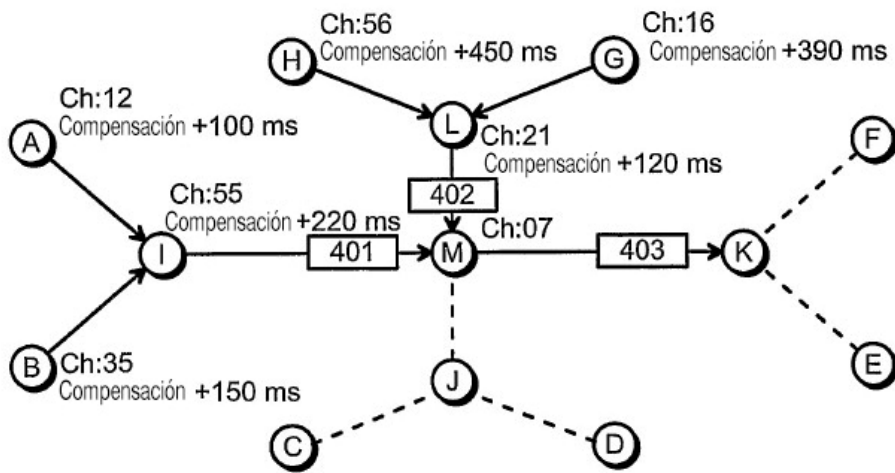 Ch:56
Compensación +450 ms
H
Ch:16
Compensación +390 ms
G
Ch:12
Compensación +100 ms
A
L
Ch:21
Compensación +120 ms
F
Ch:55
Compensación +220 ms
402
Ch:07
I
401
M
403
K
B
Ch:35
Compensación +150 ms
J
E
C
D